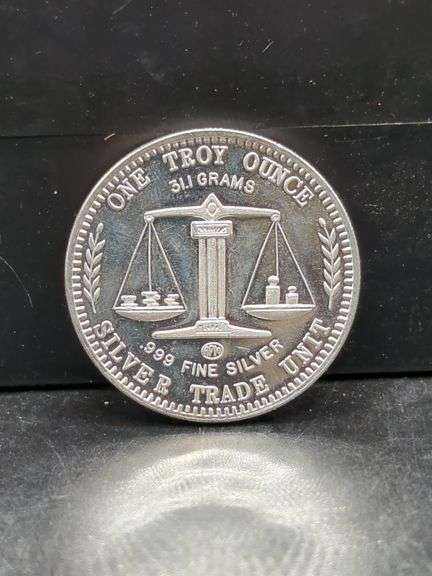 ONE TROY OUNCE
31.1 GRAMS
.999 FINE SILVER
SILVER TRADE UNIT